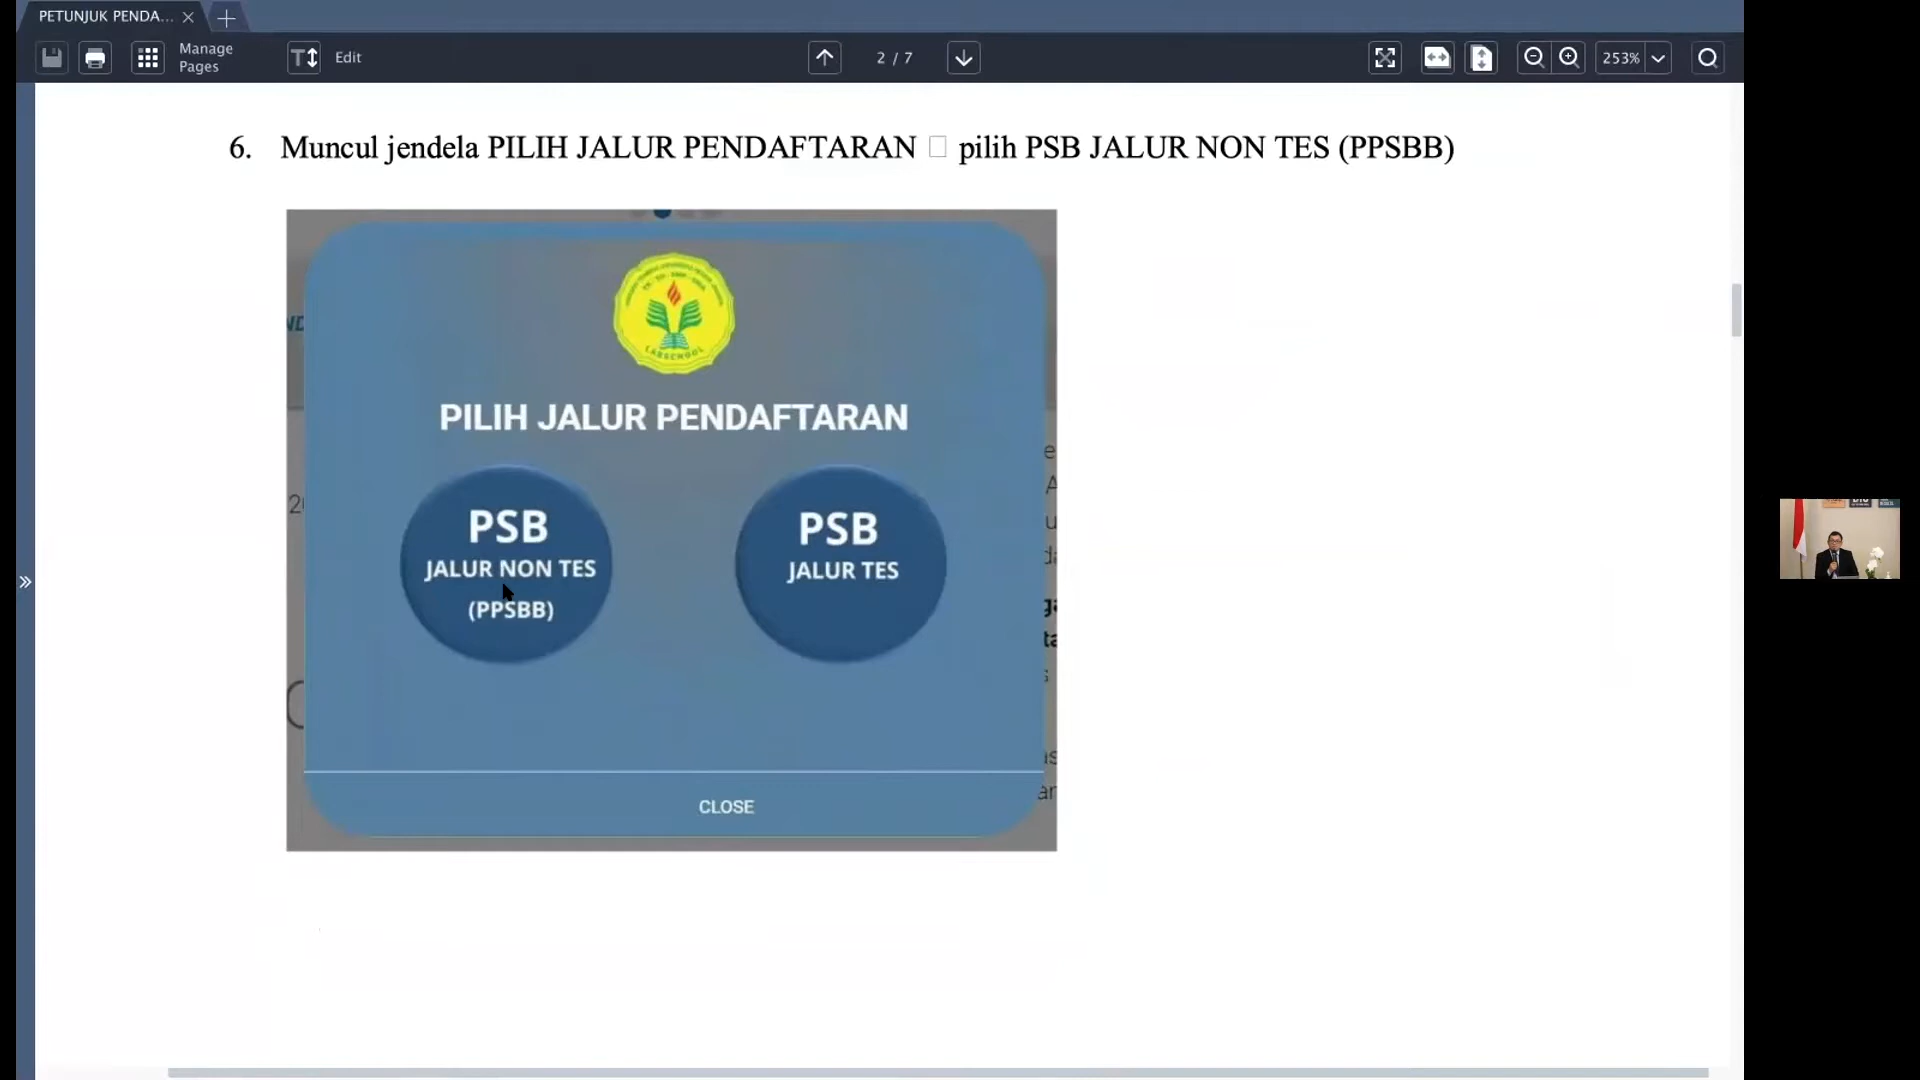 PETUNJUK PENDA...
Manage
Pages
Edit
2 / 7
253%
6. Muncul jendela PILIH JALUR PENDAFTARAN □ pilih PSB JALUR NON TES (PPSBB)
LABSCHOOL
PILIH JALUR PENDAFTARAN
PSB
JALUR NON TES
(PPSBB)
PSB
JALUR TES
CLOSE